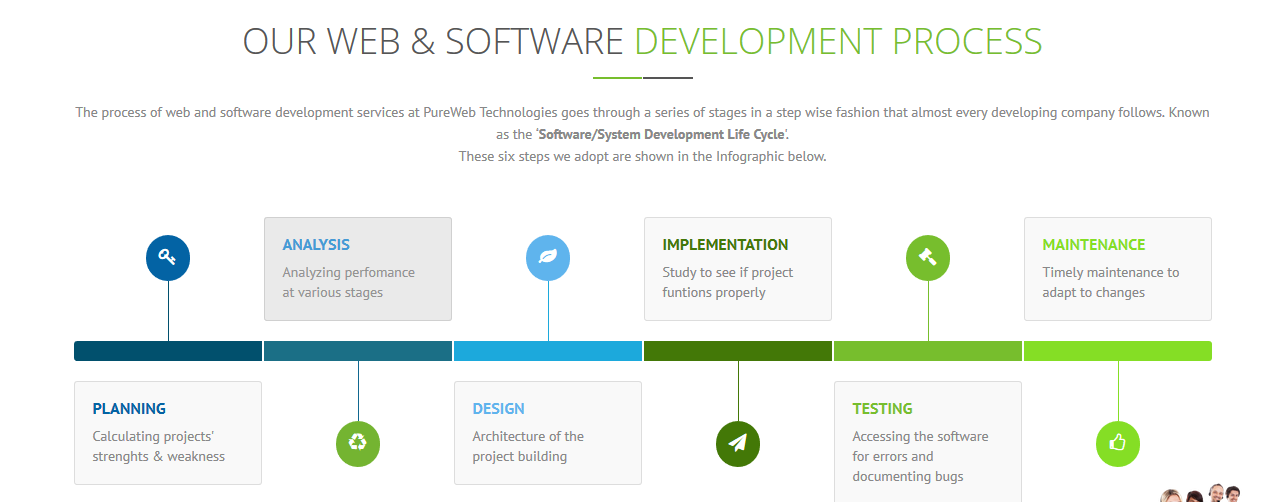 OUR WEB & SOFTWARE DEVELOPMENT PROCESS
The process of web and software development services at PureWeb Technologies goes through a series of stages in a step wise fashion that almost every developing company follows. Known
as the ‘Software/System Development Life Cycle’.
These six steps we adopt are shown in the Infographic below.
PLANNING
Calculating projects'
strenghts & weakness
ANALYSIS
Analyzing perfomance
at various stages
DESIGN
Architecture of the
project building
IMPLEMENTATION
Study to see if project
funtions properly
TESTING
Accessing the software
for errors and
documenting bugs
MAINTENANCE
Timely maintenance to
adapt to changes